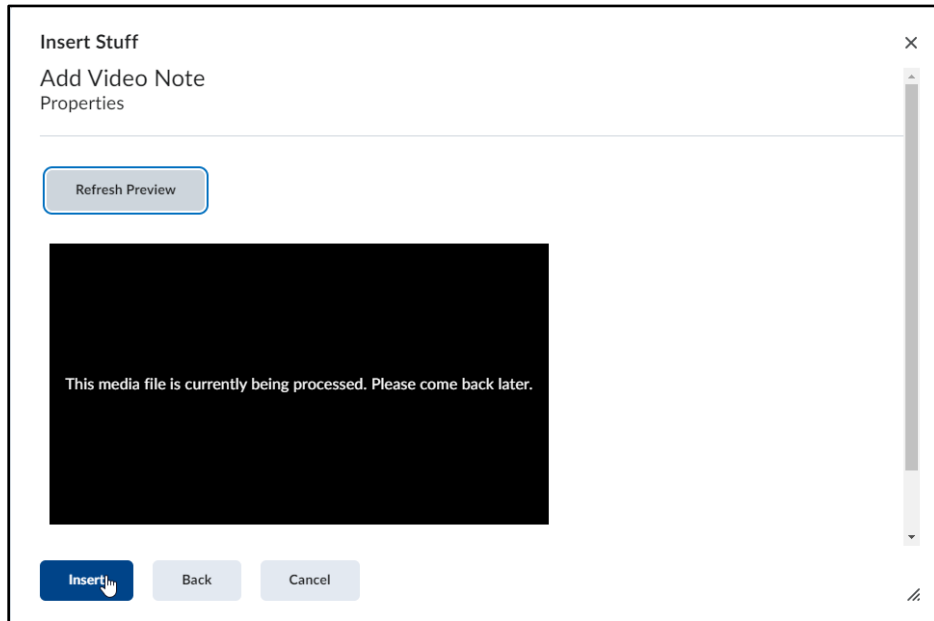 Insert Stuff
Add Video Note
Properties
Refresh Preview
This media file is currently being processed. Please come back later.
Insert Back Cancel